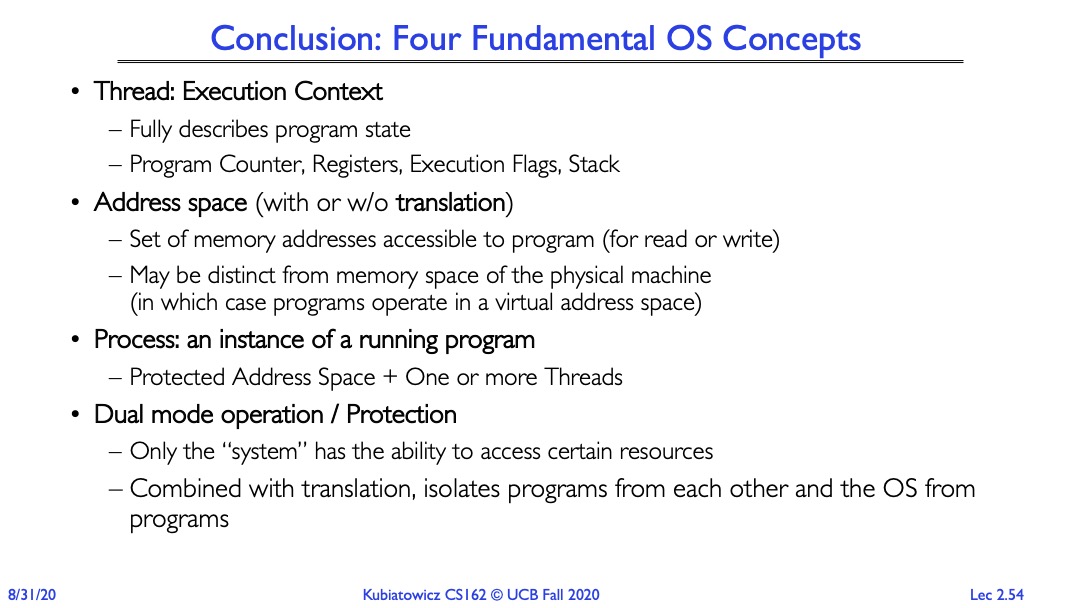 Conclusion: Four Fundamental OS Concepts
• Thread: Execution Context
– Fully describes program state
– Program Counter, Registers, Execution Flags, Stack
• Address space (with or w/o translation)
– Set of memory addresses accessible to program (for read or write)
– May be distinct from memory space of the physical machine
(in which case programs operate in a virtual address space)
• Process: an instance of a running program
– Protected Address Space + One or more Threads
• Dual mode operation / Protection
– Only the “system” has the ability to access certain resources
– Combined with translation, isolates programs from each other and the OS from
programs
8/31/20
Kubiatowicz CS162 © UCB Fall 2020
Lec 2.54